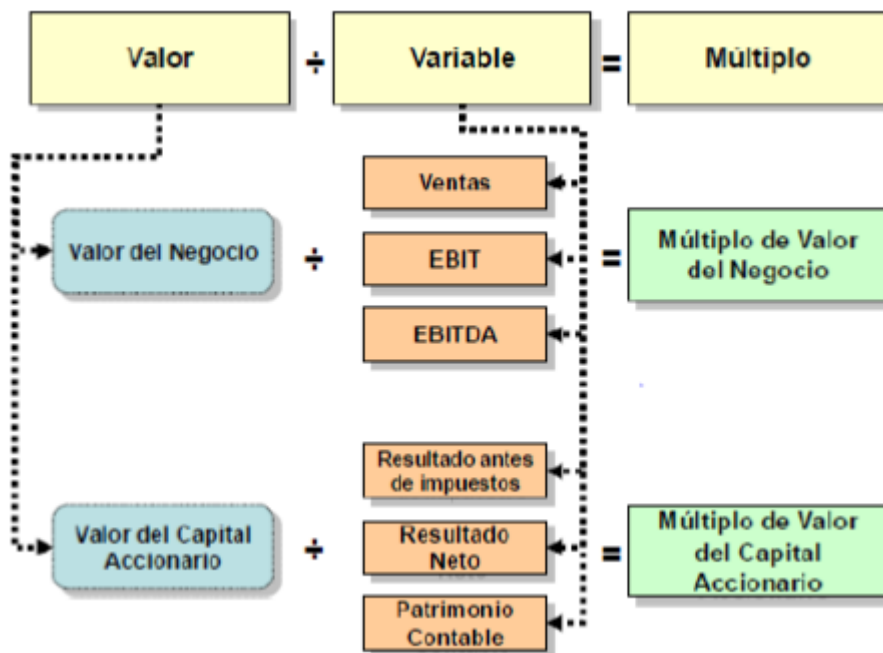 Valor ÷ Variable = Múltiplo
Ventas
Valor del Negocio ÷ EBIT = Múltiplo de Valor
del Negocio
EBITDA
Resultado antes
de impuestos
Valor del Capital
Accionario
÷
Resultado
Neto
=
Múltiplo de Valor
del Capital
Accionario
Patrimonio
Contable